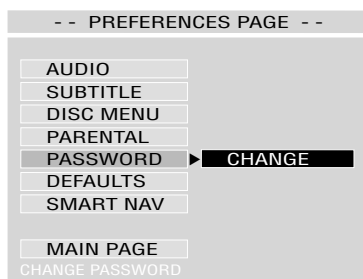 - - PREFERENCES PAGE - -
AUDIO
SUBTITLE
DISC MENU
PARENTAL
PASSWORD CHANGE
DEFAULTS
SMART NAV
MAIN PAGE
CHANGE PASSWORD